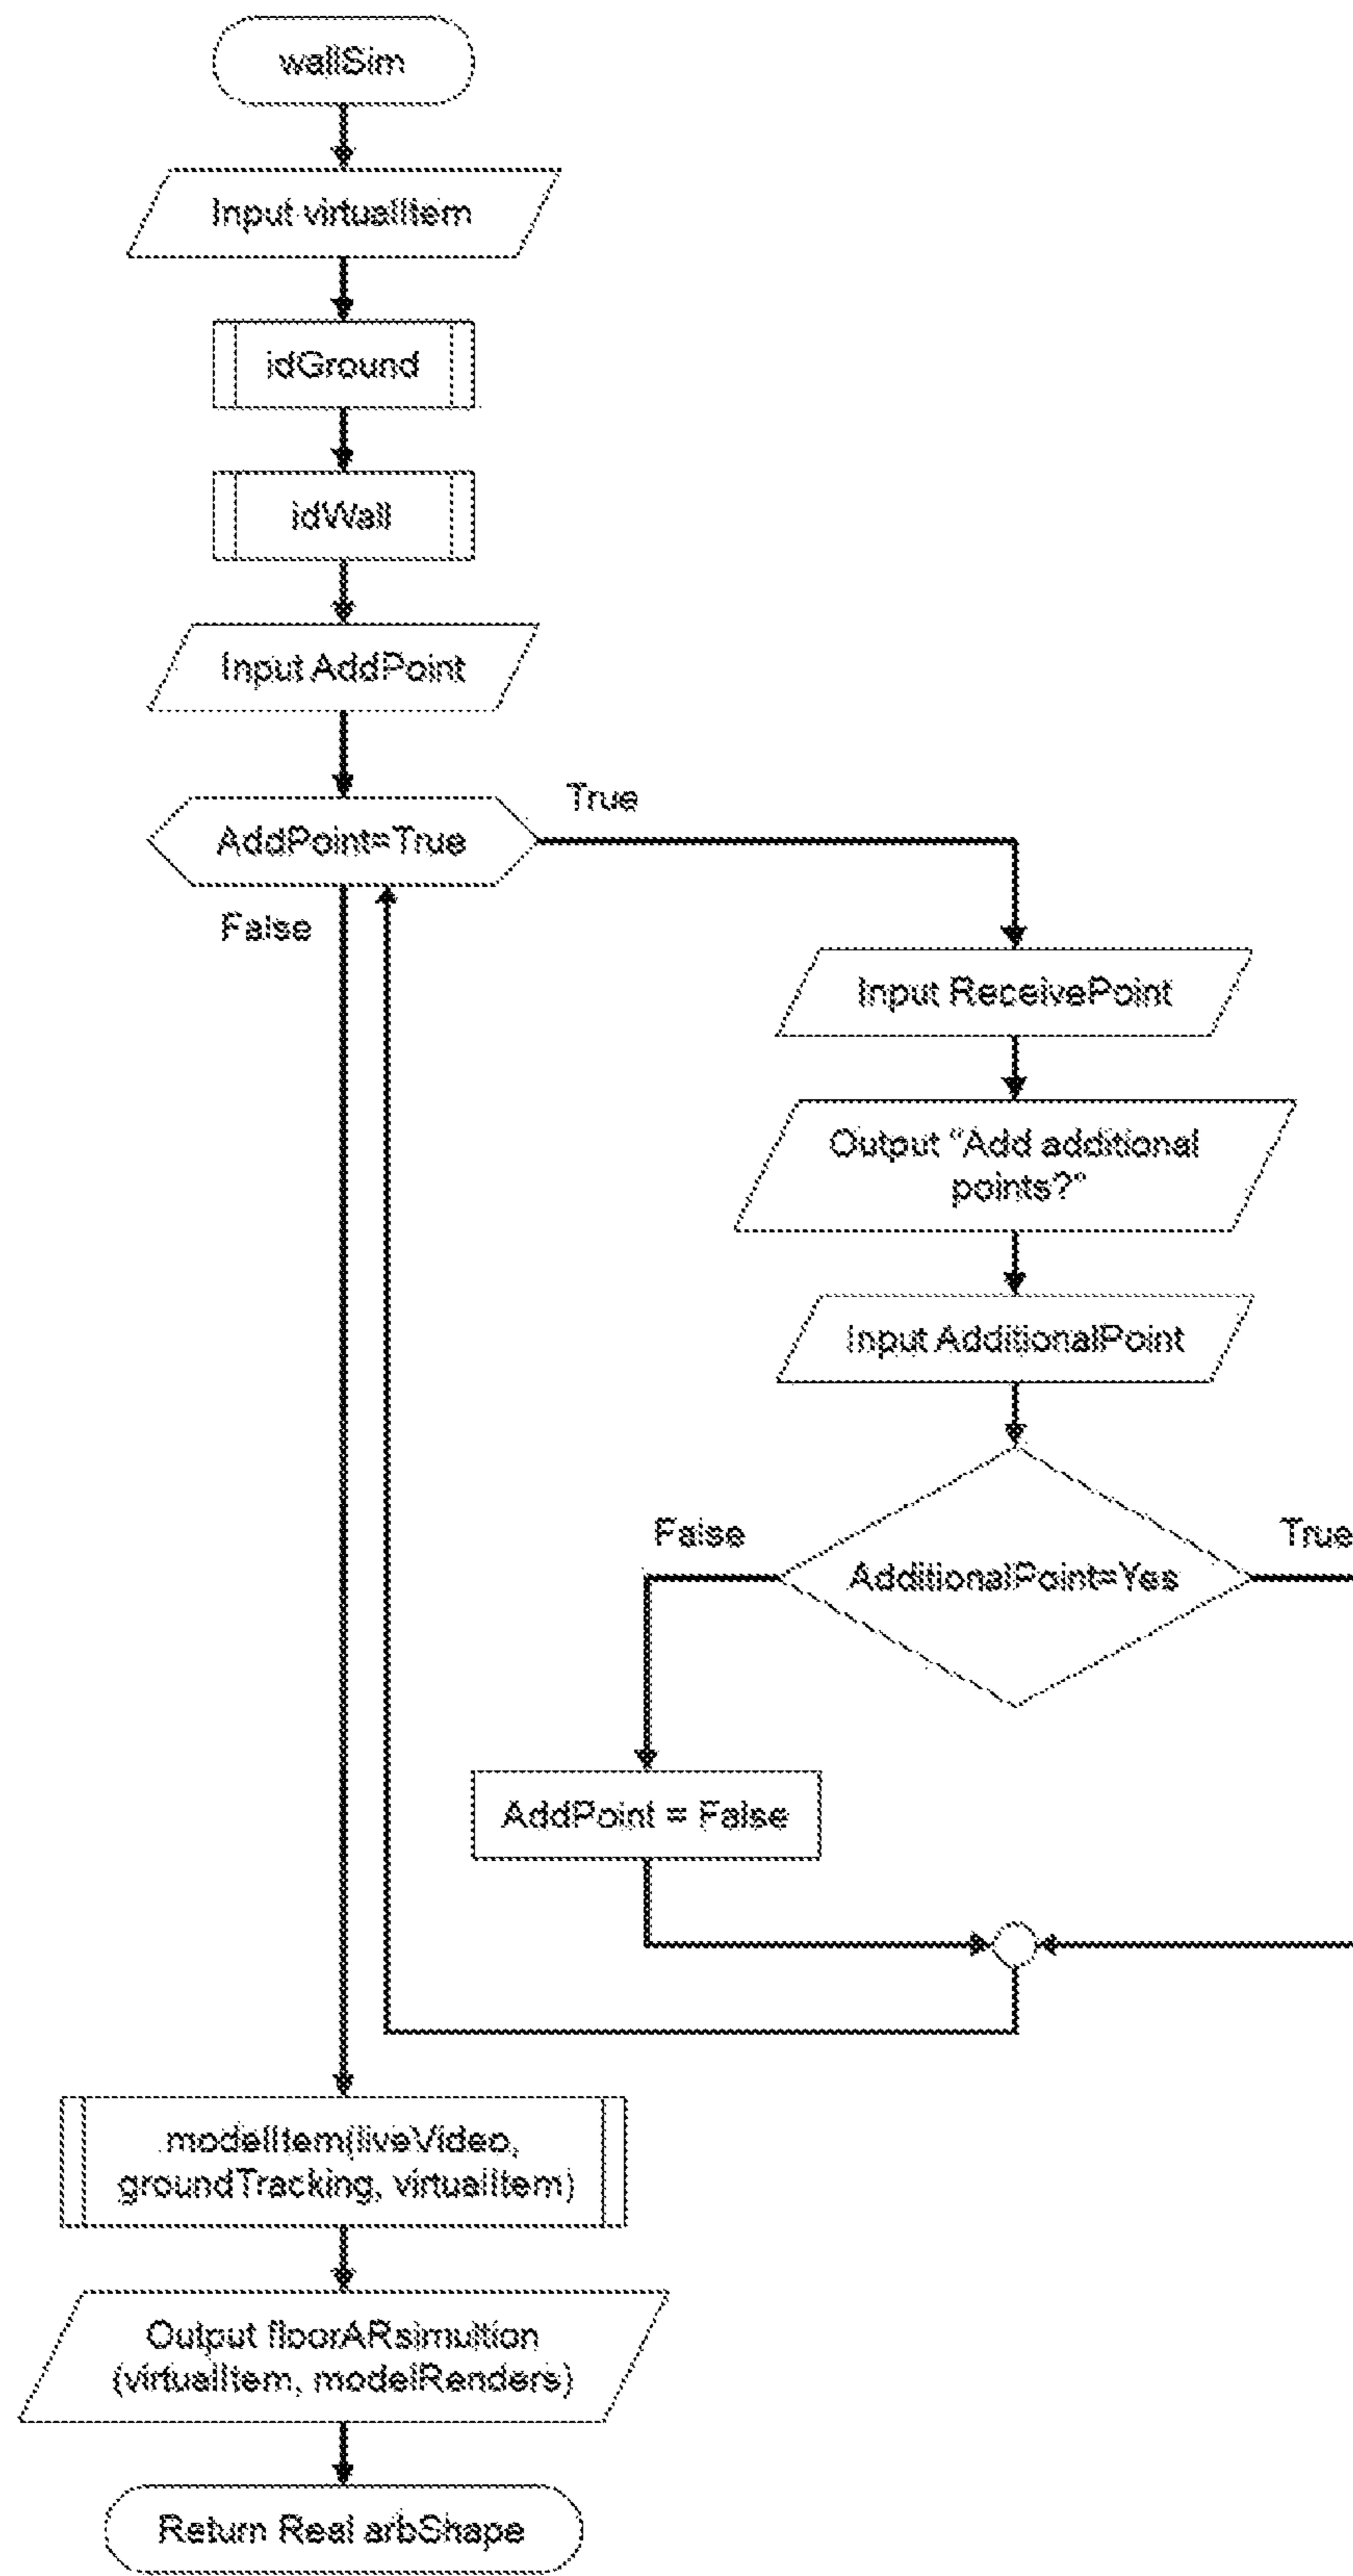 wallSim
Input virtualItem
idGround
idWall
Input AddPoint
AddPoint=True
True
False
Input ReceivePoint
Output "Add additional
points?"
Input AdditionalPoint
AdditionalPoint=Yes
False
True
AddPoint = False
modelItem(liveVideo,
groundTracking, virtualItem)
Output floorARsimultion
(virtualItem, modelRenders)
Return Real arbShape